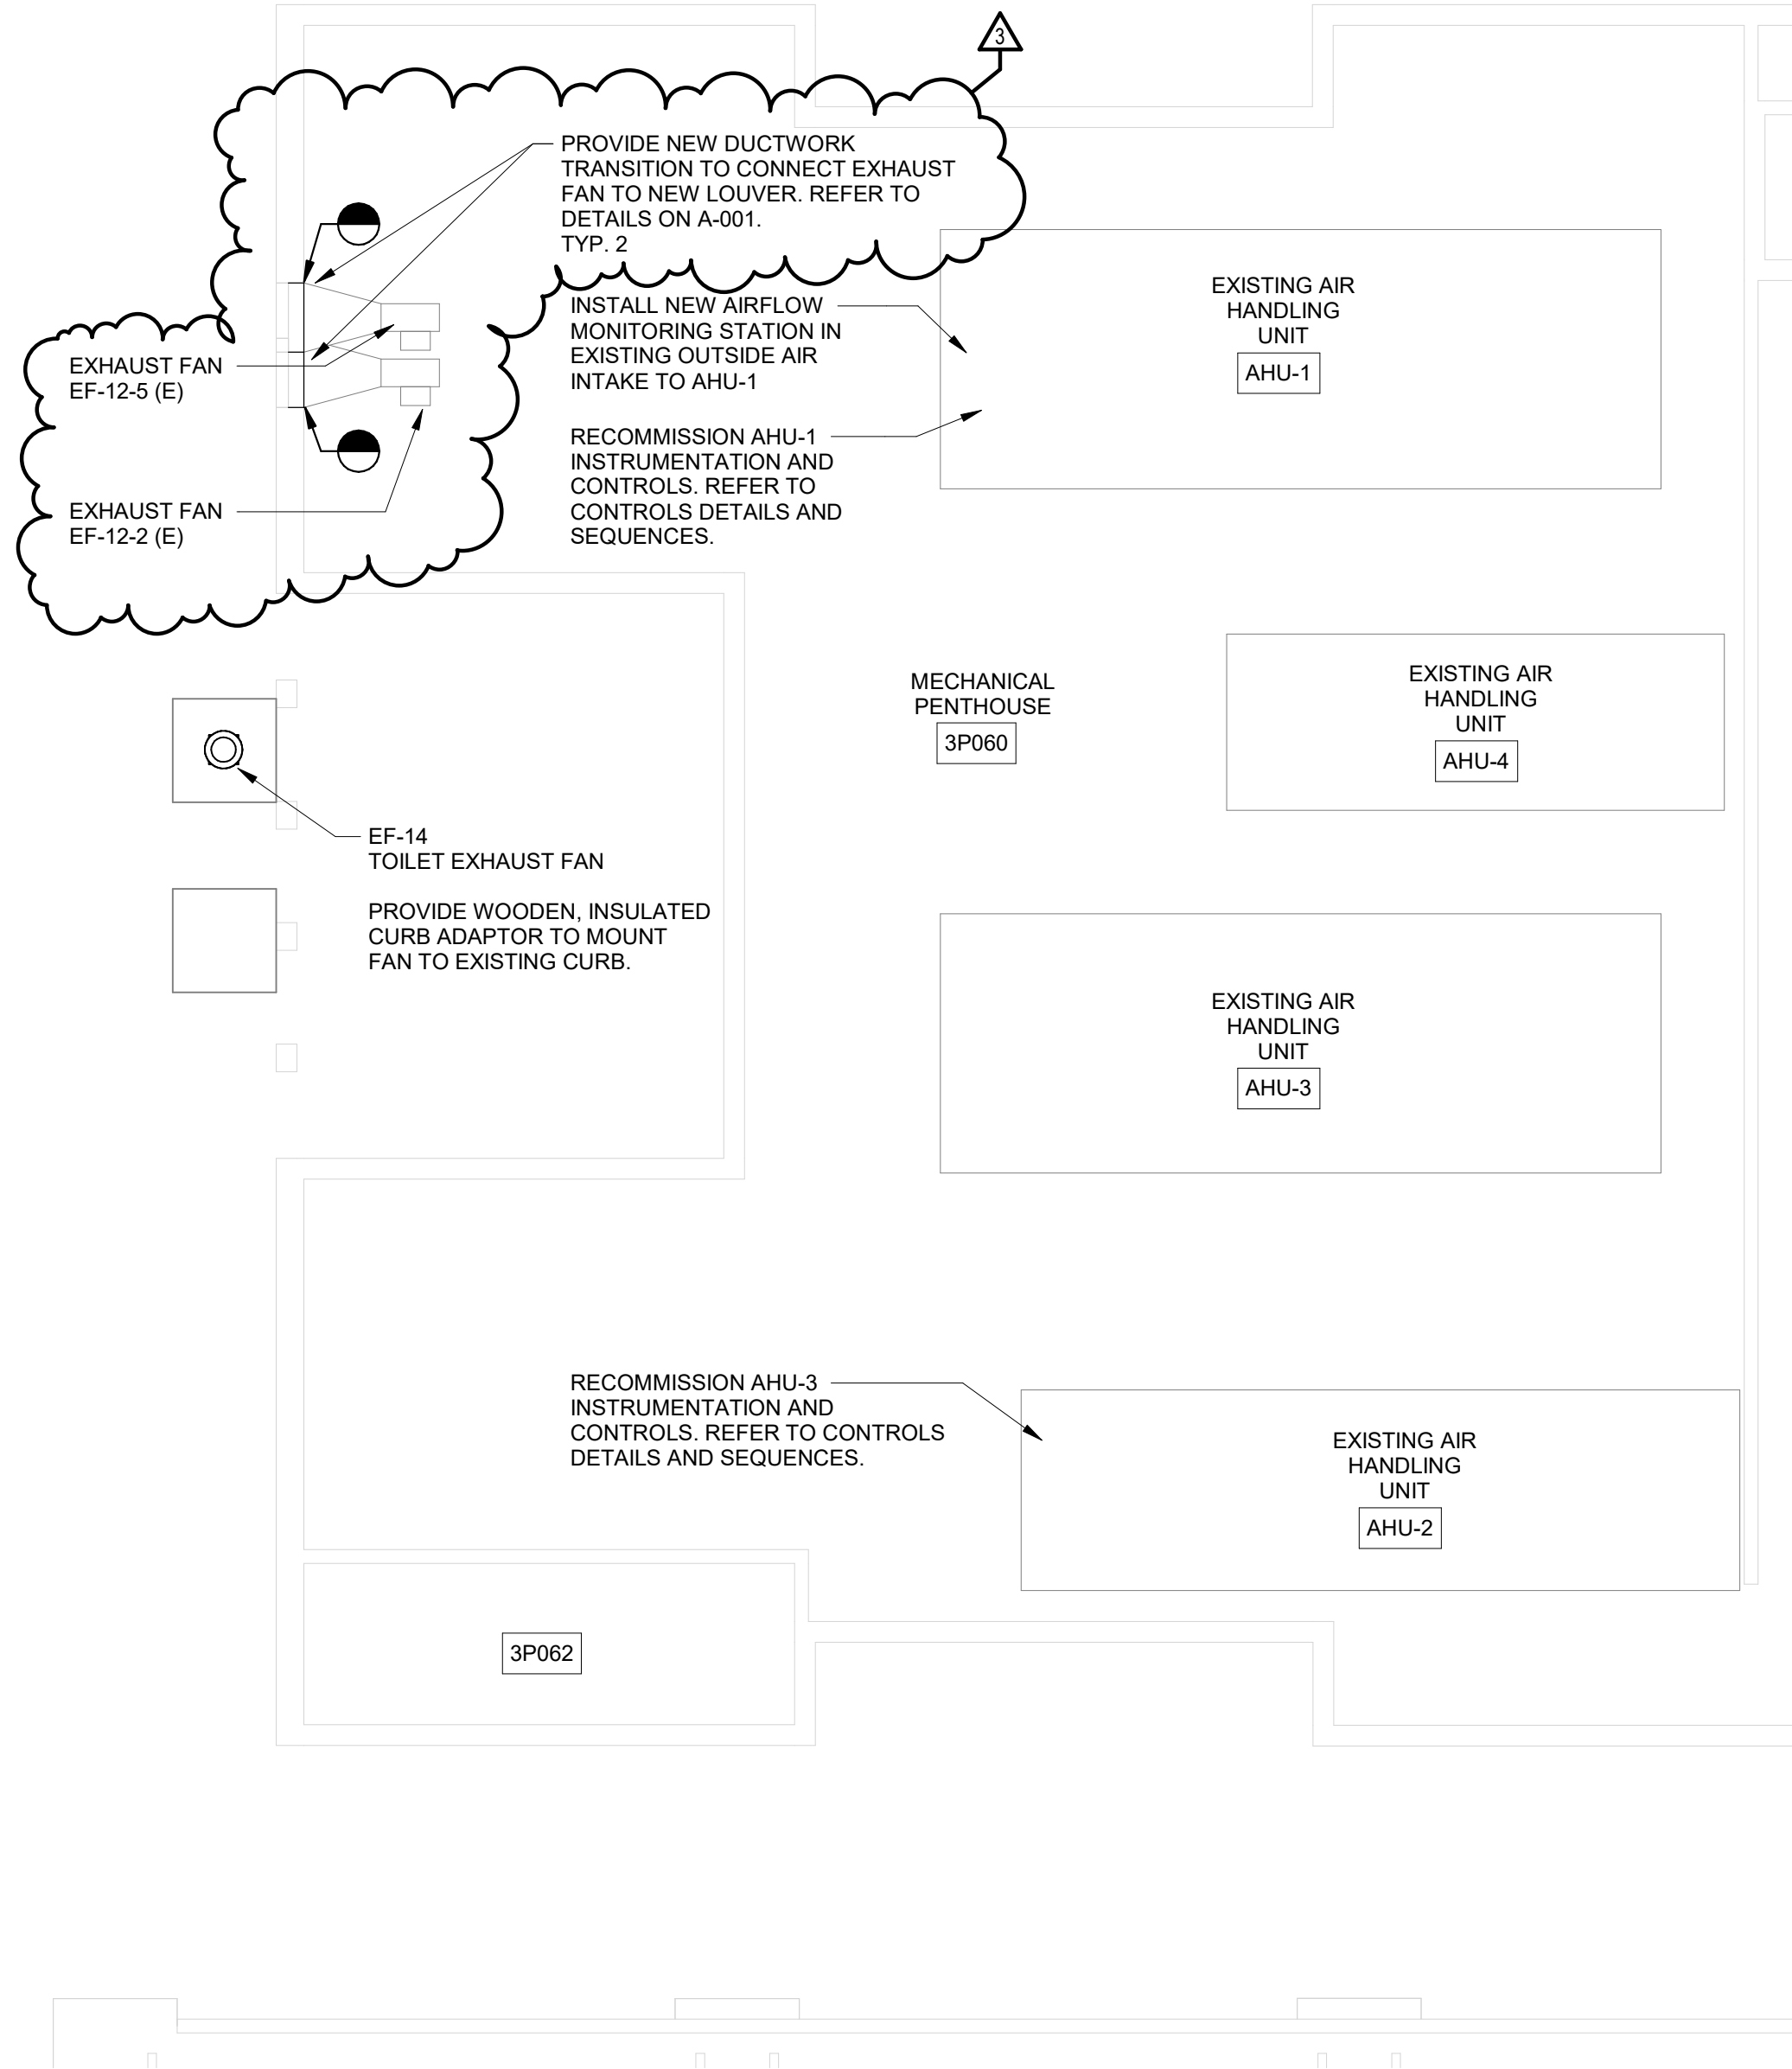 3
PROVIDE NEW DUCTWORK
TRANSITION TO CONNECT EXHAUST
FAN TO NEW LOUVER. REFER TO
DETAILS ON A-001.
TYP. 2
INSTALL NEW AIRFLOW
MONITORING STATION IN
EXISTING OUTSIDE AIR
INTAKE TO AHU-1
EXISTING AIR
HANDLING
UNIT
AHU-1
EXHAUST FAN
EF-12-5 (E)
RECOMMISSION AHU-1
INSTRUMENTATION AND
CONTROLS. REFER TO
CONTROLS DETAILS AND
SEQUENCES.
EXHAUST FAN
EF-12-2 (E)
MECHANICAL
PENTHOUSE
3P060
EXISTING AIR
HANDLING
UNIT
AHU-4
EF-14
TOILET EXHAUST FAN
PROVIDE WOODEN, INSULATED
CURB ADAPTOR TO MOUNT
FAN TO EXISTING CURB.
EXISTING AIR
HANDLING
UNIT
AHU-3
RECOMMISSION AHU-3
INSTRUMENTATION AND
CONTROLS. REFER TO CONTROLS
DETAILS AND SEQUENCES.
EXISTING AIR
HANDLING
UNIT
AHU-2
3P062